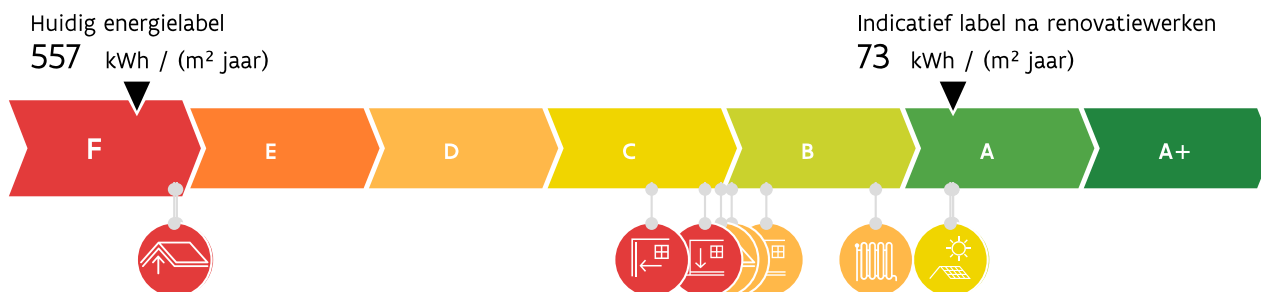 Huidig energielabel
557 kWh / (m² jaar)
Indicatief label na renovatiewerken
73 kWh / (m² jaar)
F E D C B A A+